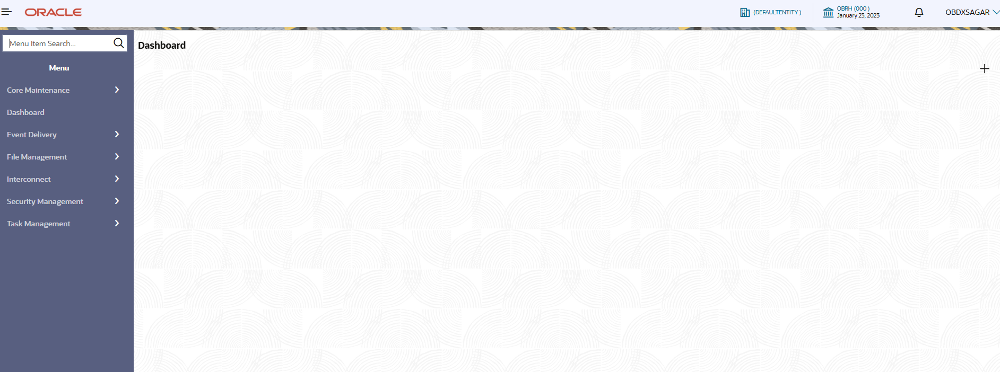 ORACLE
(DEFAULTENTITY )
OBRH (000 )
January 23, 2023
OBDXSAGAR
Menu Item Search...
Dashboard
Menu
Core Maintenance
Dashboard
Event Delivery
File Management
Interconnect
Security Management
Task Management